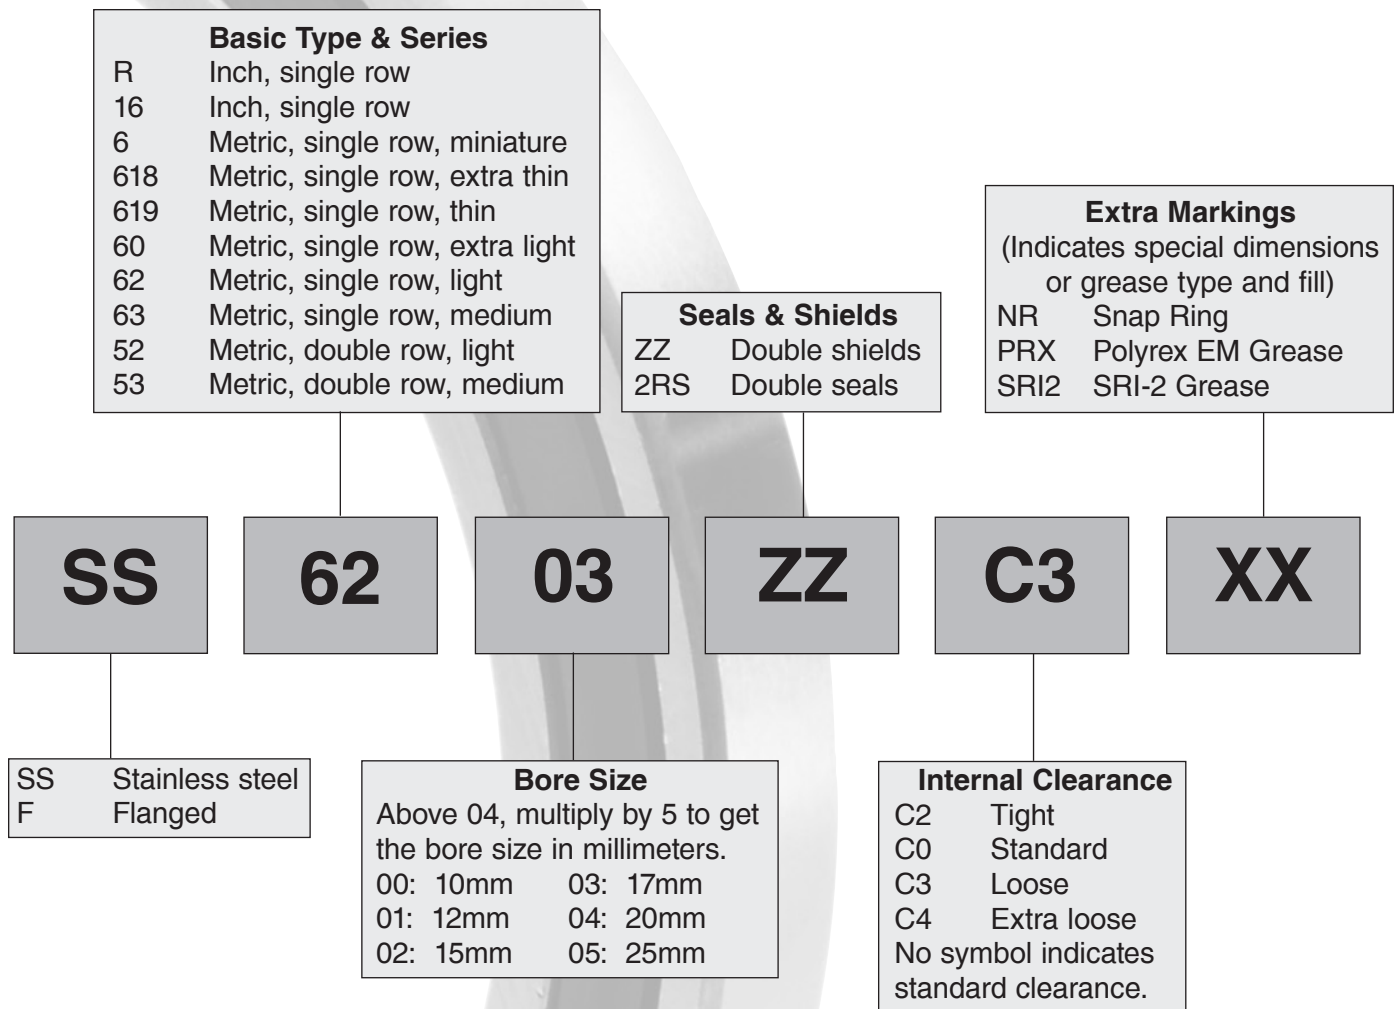 Basic Type & Series
R Inch, single row
16 Inch, single row
6 Metric, single row, miniature
618 Metric, single row, extra thin
619 Metric, single row, thin
60 Metric, single row, extra light
62 Metric, single row, light
63 Metric, single row, medium
52 Metric, double row, light
53 Metric, double row, medium
Seals & Shields
ZZ Double shields
2RS Double seals
Extra Markings
(Indicates special dimensions
or grease type and fill)
NR Snap Ring
PRX Polyrex EM Grease
SRI2 SRI-2 Grease
SS 62 03 ZZ C3 XX
SS Stainless steel
F Flanged
Bore Size
Above 04, multiply by 5 to get
the bore size in millimeters.
00: 10mm 03: 17mm
01: 12mm 04: 20mm
02: 15mm 05: 25mm
Internal Clearance
C2 Tight
C0 Standard
C3 Loose
C4 Extra loose
No symbol indicates
standard clearance.